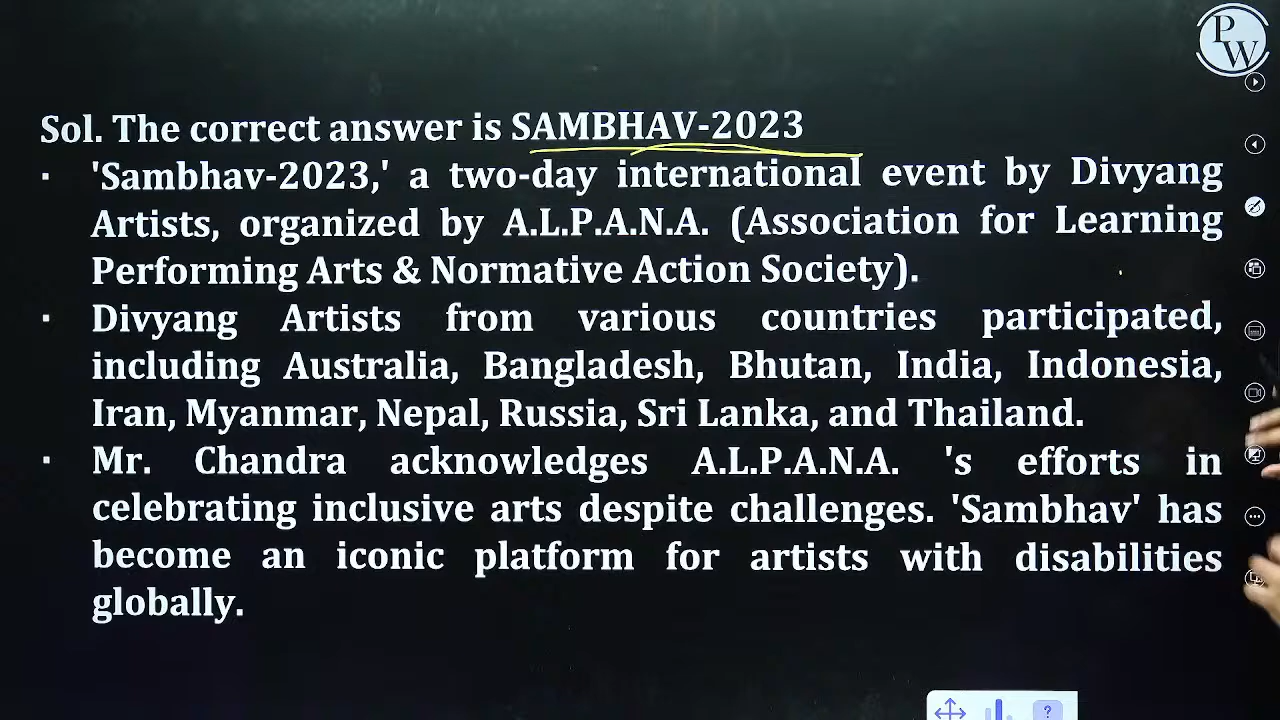 P
W
Sol. The correct answer is SAMBHAV-2023
· 'Sambhav-2023,' a two-day international event by Divyang
Artists, organized by A.L.P.A.N.A. (Association for Learning
Performing Arts & Normative Action Society).
· Divyang Artists from various countries participated,
including Australia, Bangladesh, Bhutan, India, Indonesia,
Iran, Myanmar, Nepal, Russia, Sri Lanka, and Thailand.
· Mr. Chandra acknowledges A.L.P.A.N.A. 's efforts in
celebrating inclusive arts despite challenges. 'Sambhav' has
become an iconic platform for artists with disabilities
globally.
?